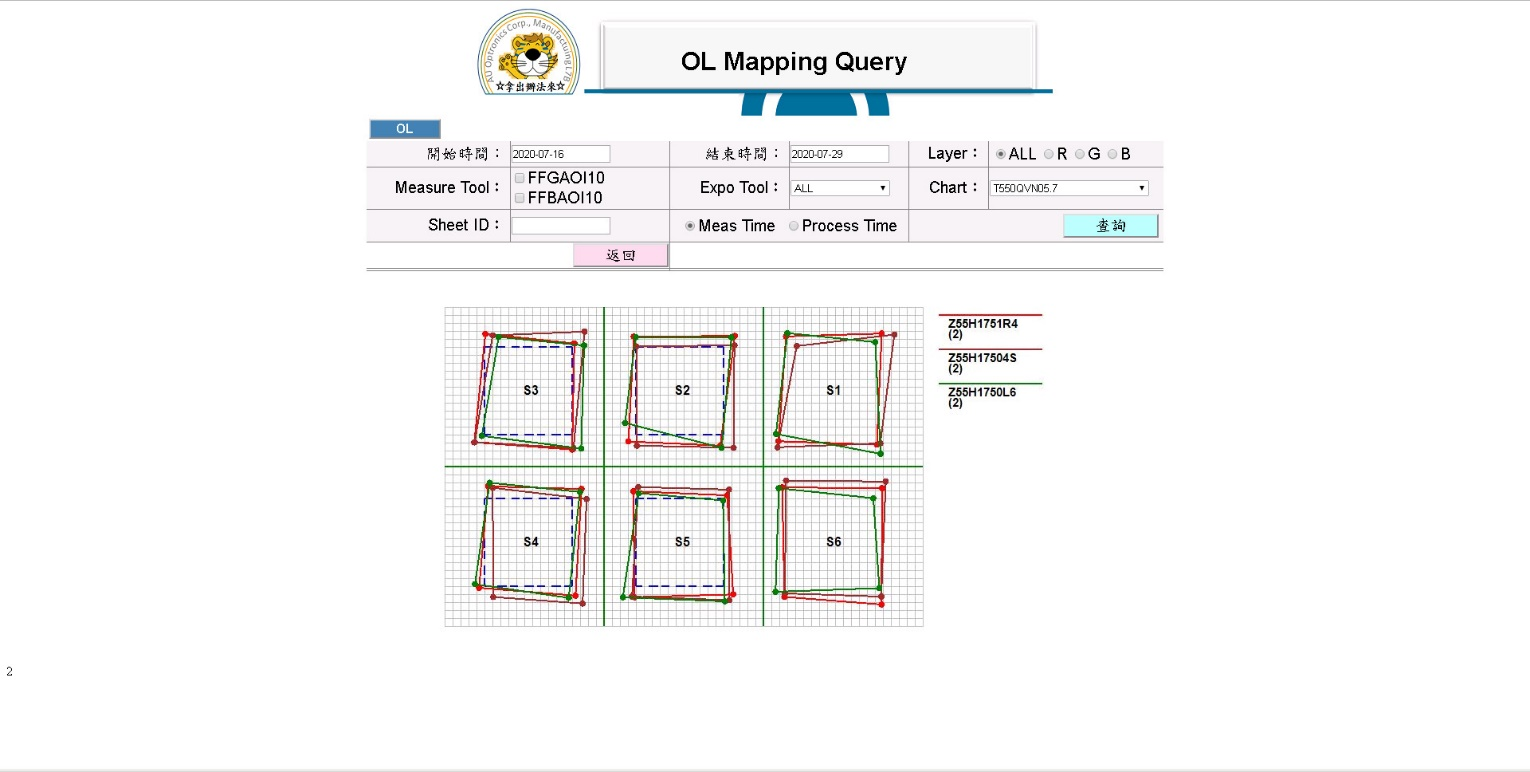 AU Optronics Corp., Manufacturing L7B
☆拿出辦法來☆
OL Mapping Query
OL
開始時間： 2020-07-16 結束時間： 2020-07-29 Layer： ALL R G B
Measure Tool： FFGAOI10 Expo Tool： ALL Chart： T550QVN05.7
FFBAOI10
Sheet ID： Meas Time Process Time 查詢
返回
Z55H1751R4
(2)
Z55H17504S
(2)
Z55H1750L6
(2)
S3 S2 S1
S4 S5 S6
2